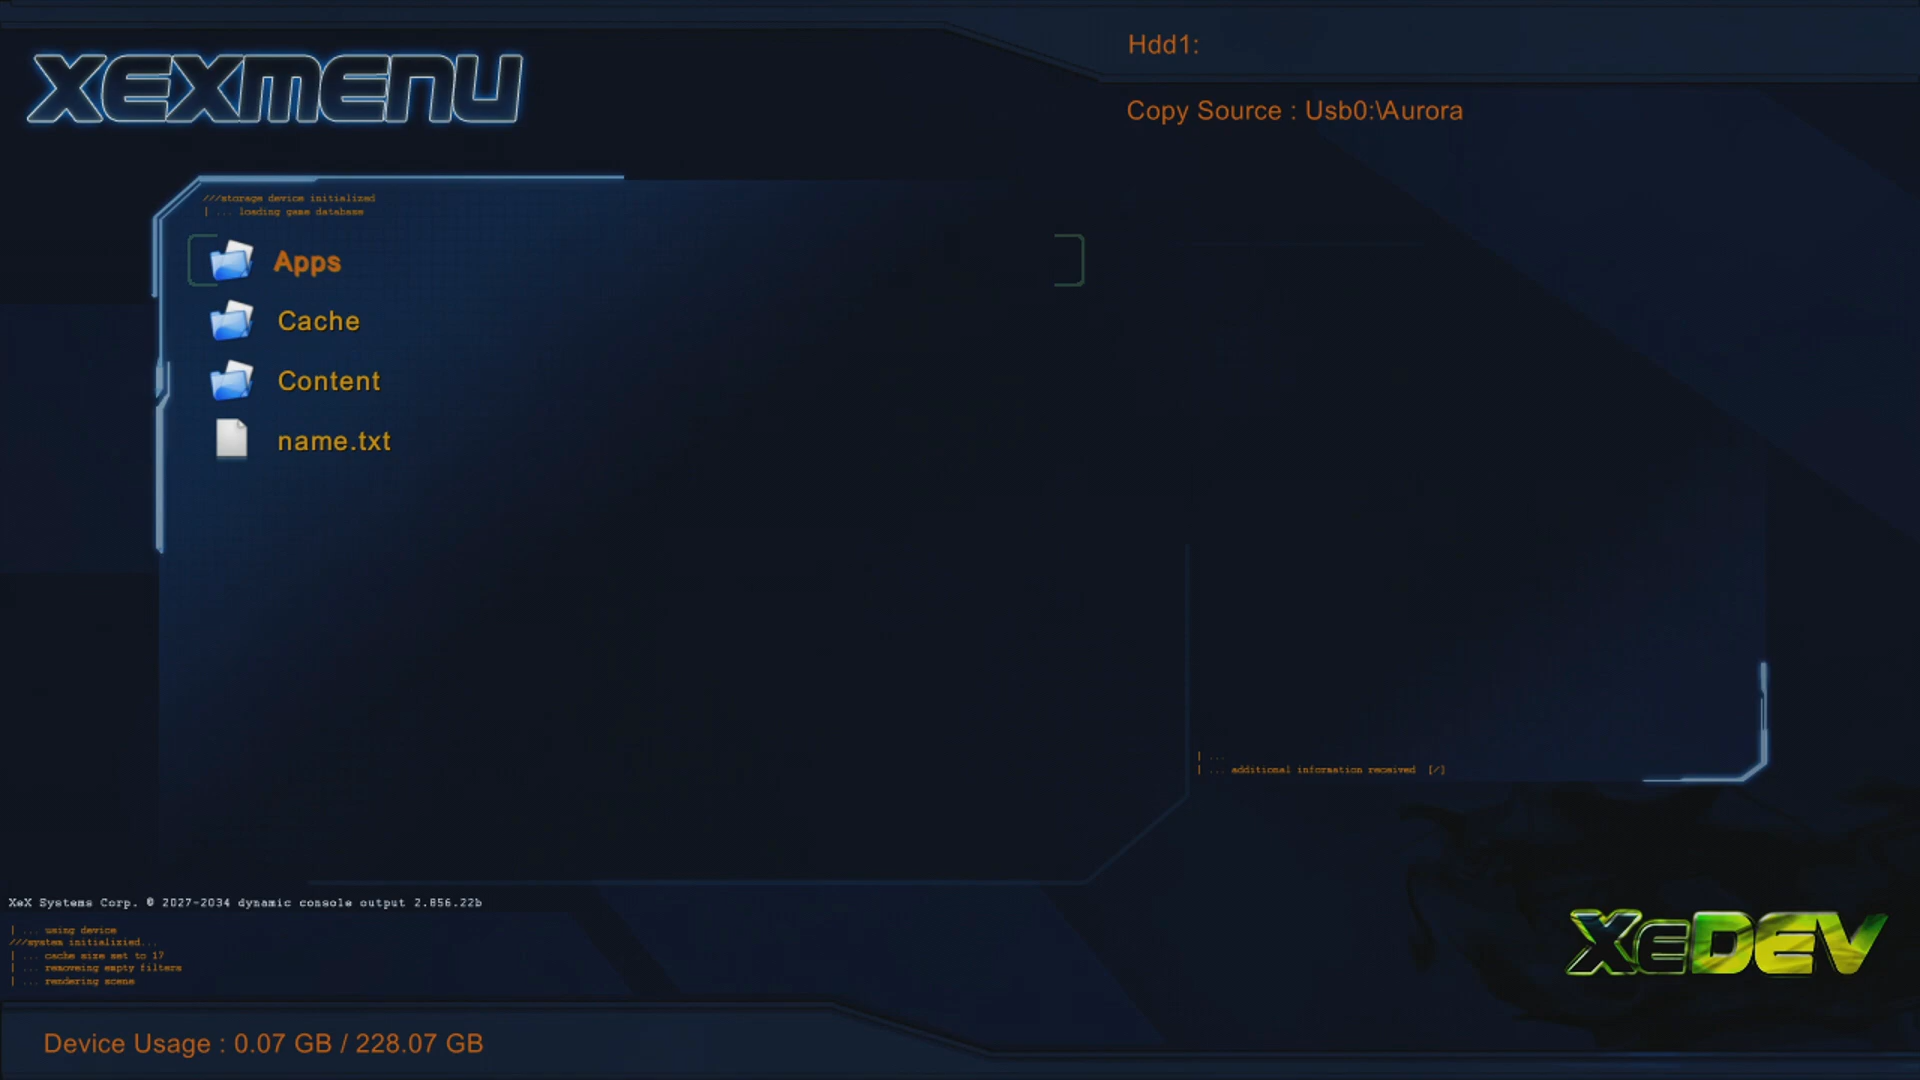 XEXMENU
Hdd1:
Copy Source : Usb0:\Aurora
///storage device initialized
| ... loading game database
Apps
Cache
Content
name.txt
| ...
| ... additional information received [/]
XeX Systems Corp. © 2027-2034 dynamic console output 2.856.22b
| ... using device
///system initialixied...
| ... cache size set to 17
| ... removeing empty filters
| ... rendering scene
XeDEV
Device Usage : 0.07 GB / 228.07 GB